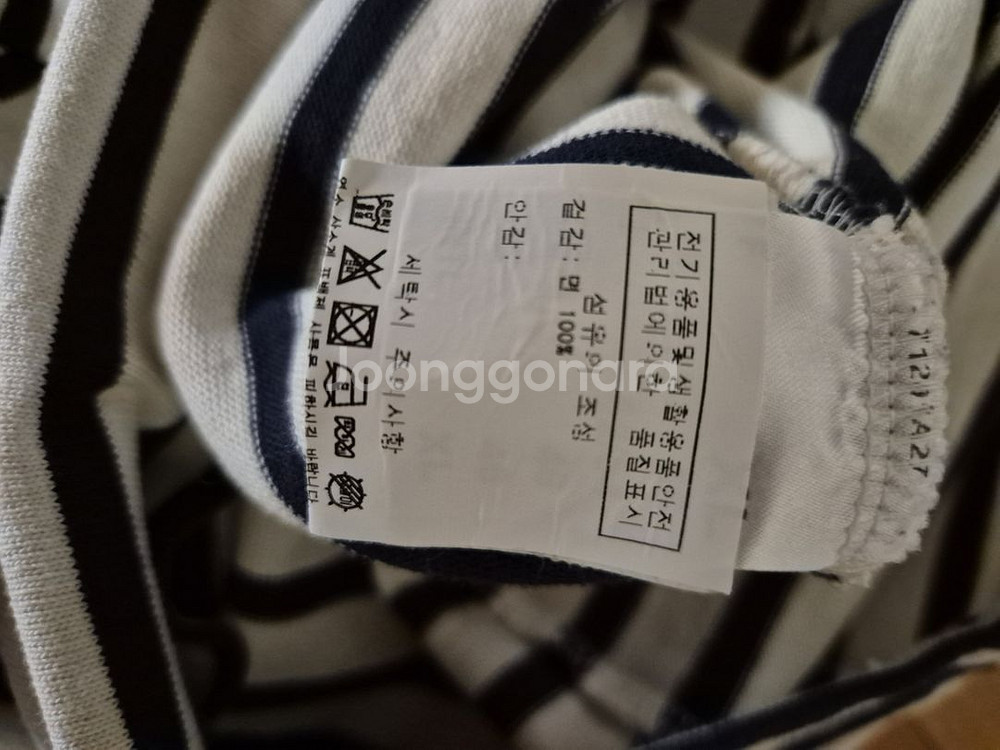 전기용품및생활용품안전
관리법에의한 품질표시
섬유의 조성
겉감: 면 100%
안감:
세탁시 주의사항
joonggonara